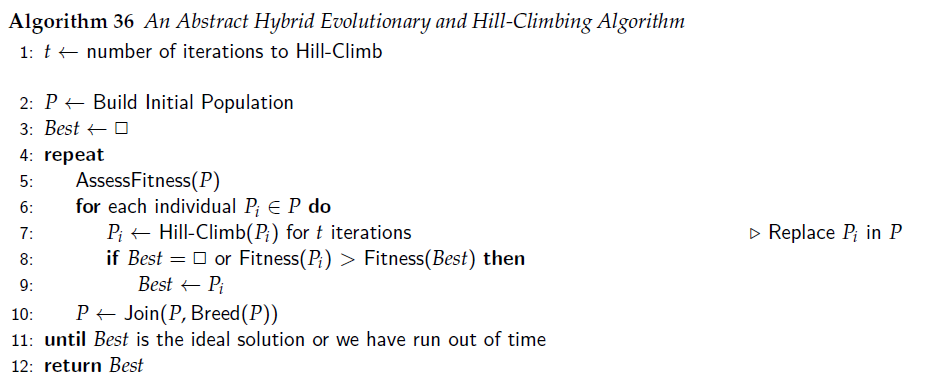 Algorithm 36 An Abstract Hybrid Evolutionary and Hill-Climbing Algorithm
1: t ← number of iterations to Hill-Climb
2: P ← Build Initial Population
3: Best ← □
4: repeat
5: AssessFitness(P)
6: for each individual Pᵢ ∈ P do
7: Pᵢ ← Hill-Climb(Pᵢ) for t iterations ▷ Replace Pᵢ in P
8: if Best = □ or Fitness(Pᵢ) > Fitness(Best) then
9: Best ← Pᵢ
10: P ← Join(P, Breed(P))
11: until Best is the ideal solution or we have run out of time
12: return Best